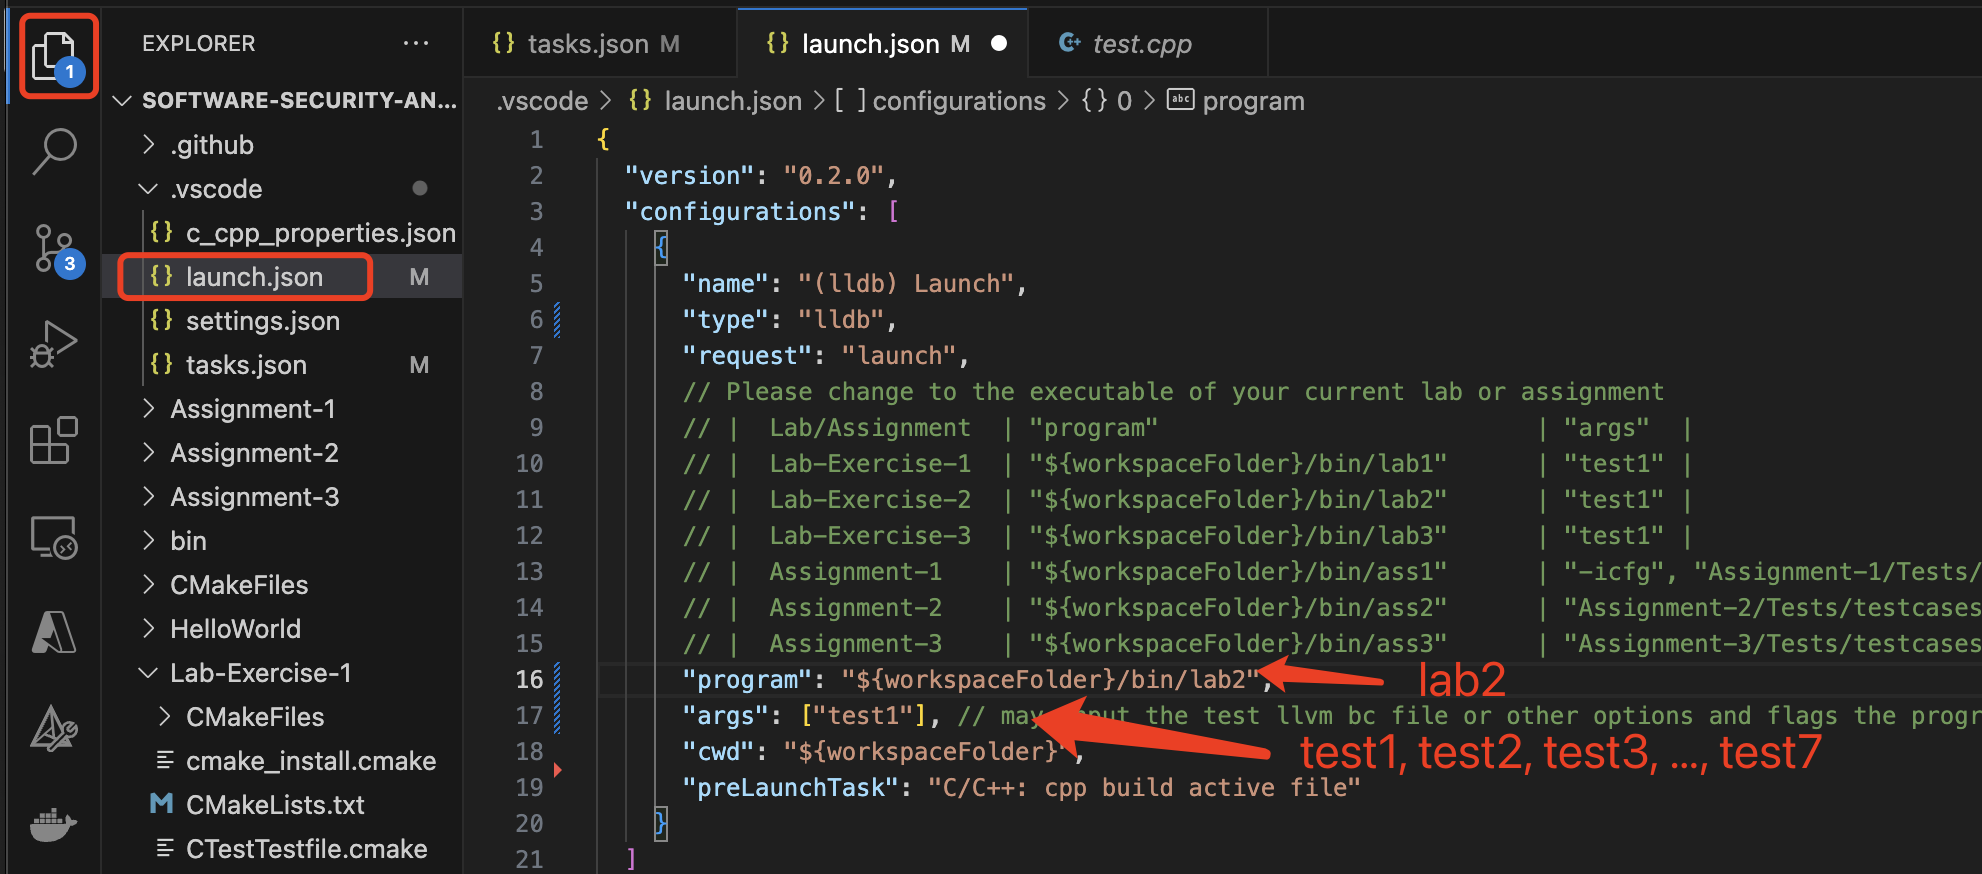 1
3
EXPLORER ...
SOFTWARE-SECURITY-AN...
.github
.vscode
c_cpp_properties.json
launch.json M
settings.json
tasks.json M
Assignment-1
Assignment-2
Assignment-3
bin
CMakeFiles
HelloWorld
Lab-Exercise-1
CMakeFiles
cmake_install.cmake
CMakeLists.txt
CTestTestfile.cmake
{} tasks.json M {} launch.json M ● test.cpp
.vscode > {} launch.json > [ ] configurations > {} 0 > abc program
1 {
2 "version": "0.2.0",
3 "configurations": [
4 {
5 "name": "(lldb) Launch",
6 "type": "lldb",
7 "request": "launch",
8 // Please change to the executable of your current lab or assignment
9 // | Lab/Assignment | "program" | "args" |
10 // | Lab-Exercise-1 | "${workspaceFolder}/bin/lab1" | "test1" |
11 // | Lab-Exercise-2 | "${workspaceFolder}/bin/lab2" | "test1" |
12 // | Lab-Exercise-3 | "${workspaceFolder}/bin/lab3" | "test1" |
13 // | Assignment-1 | "${workspaceFolder}/bin/ass1" | "-icfg", "Assignment-1/Tests/
14 // | Assignment-2 | "${workspaceFolder}/bin/ass2" | "Assignment-2/Tests/testcases
15 // | Assignment-3 | "${workspaceFolder}/bin/ass3" | "Assignment-3/Tests/testcases
16 "program": "${workspaceFolder}/bin/lab2", lab2
17 "args": ["test1"], // may the test llvm bc file or other options and flags the progr
18 "cwd": "${workspaceFolder}", test1, test2, test3, ..., test7
19 "preLaunchTask": "C/C++: cpp build active file"
20 }
21 ]